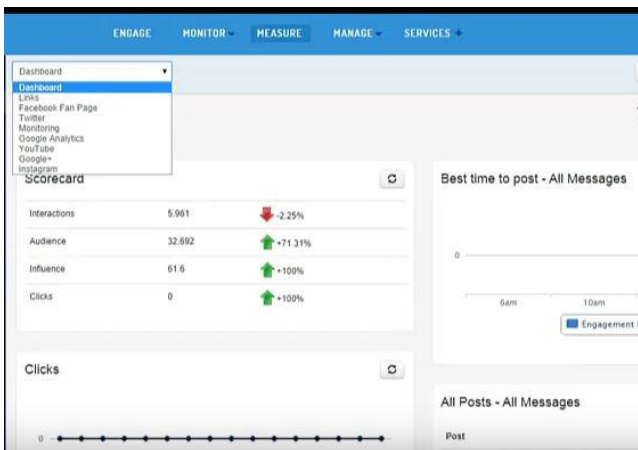 ENGAGE MONITOR MEASURE MANAGE SERVICES +
Dashboard
Dashboard
Links
Facebook Fan Page
Twitter
Monitoring
Google Analytics
YouTube
Google+
Instagram
Scorecard
Interactions 5.961 -2.25%
Audience 32.692 +71.31%
Influence 61.6 +100%
Clicks 0 +100%
Clicks
0
Best time to post - All Messages
0
6am 10am
Engagement
All Posts - All Messages
Post